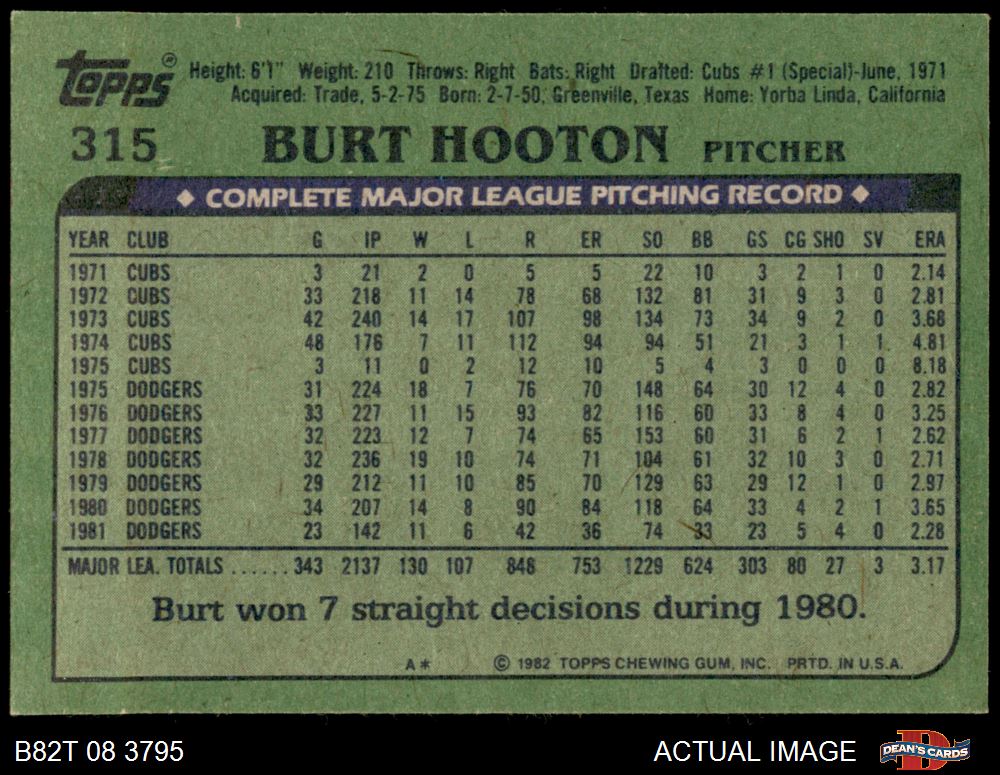 Topps® Height: 6'1" Weight: 210 Throws: Right Bats: Right Drafted: Cubs #1 (Special)-June, 1971
Acquired: Trade, 5-2-75 Born: 2-7-50, Greenville, Texas Home: Yorba Linda, California
315 BURT HOOTON PITCHER
◆ COMPLETE MAJOR LEAGUE PITCHING RECORD ◆
YEAR CLUB G IP W L R ER SO BB GS CG SHO SV ERA
1971 CUBS 3 21 2 0 5 5 22 10 3 2 1 0 2.14
1972 CUBS 33 218 11 14 78 68 132 81 31 9 3 0 2.81
1973 CUBS 42 240 14 17 107 98 134 73 34 9 2 0 3.68
1974 CUBS 48 176 7 11 112 94 94 51 21 3 1 1 4.81
1975 CUBS 3 11 0 2 12 10 5 4 3 0 0 0 8.18
1975 DODGERS 31 224 18 7 76 70 148 64 30 12 4 0 2.82
1976 DODGERS 33 227 11 15 93 82 116 60 33 8 4 0 3.25
1977 DODGERS 32 223 12 7 74 65 153 60 31 6 2 1 2.62
1978 DODGERS 32 236 19 10 74 71 104 61 32 10 3 0 2.71
1979 DODGERS 29 212 11 10 85 70 129 63 29 12 1 0 2.97
1980 DODGERS 34 207 14 8 90 84 118 64 33 4 2 1 3.65
1981 DODGERS 23 142 11 6 42 36 74 33 23 5 4 0 2.28
MAJOR LEA. TOTALS ...... 343 2137 130 107 848 753 1229 624 303 80 27 3 3.17
Burt won 7 straight decisions during 1980.
A* © 1982 TOPPS CHEWING GUM, INC. PRTD. IN U.S.A.
B82T 08 3795 ACTUAL IMAGE DEAN'S CARDS